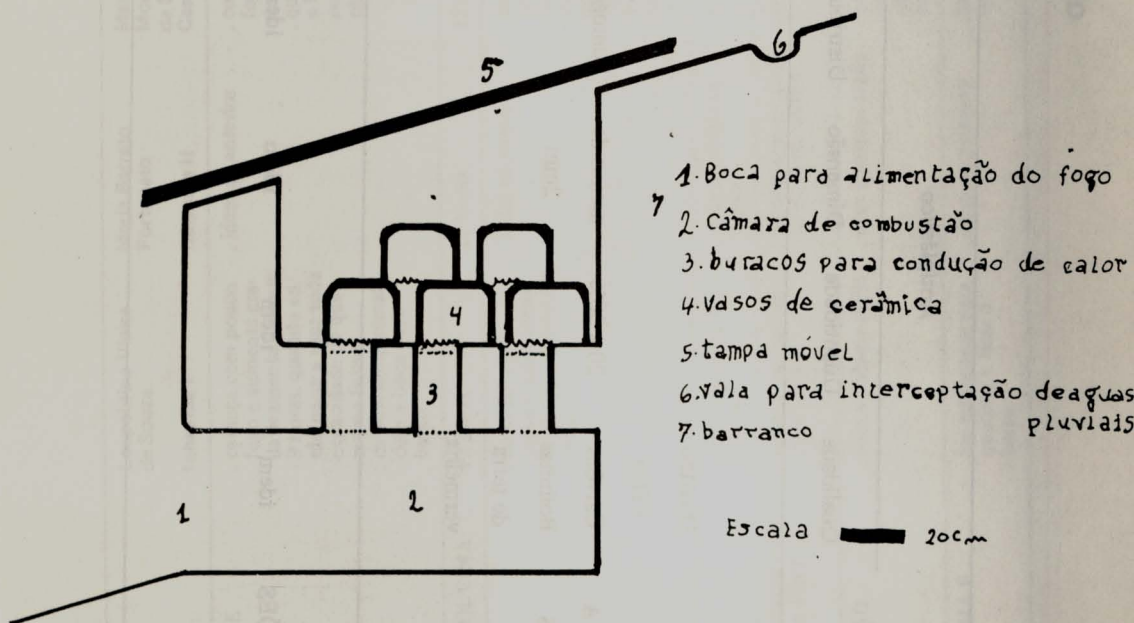 5
6
7
4
3
2
1
1. Boca para alimentação do fogo
2. Câmara de combustão
3. buracos para condução de calor
4. vasos de cerâmica
5. tampa móvel
6. vala para interceptação deaguas
pluviais
7. barranco
Escala 20cm